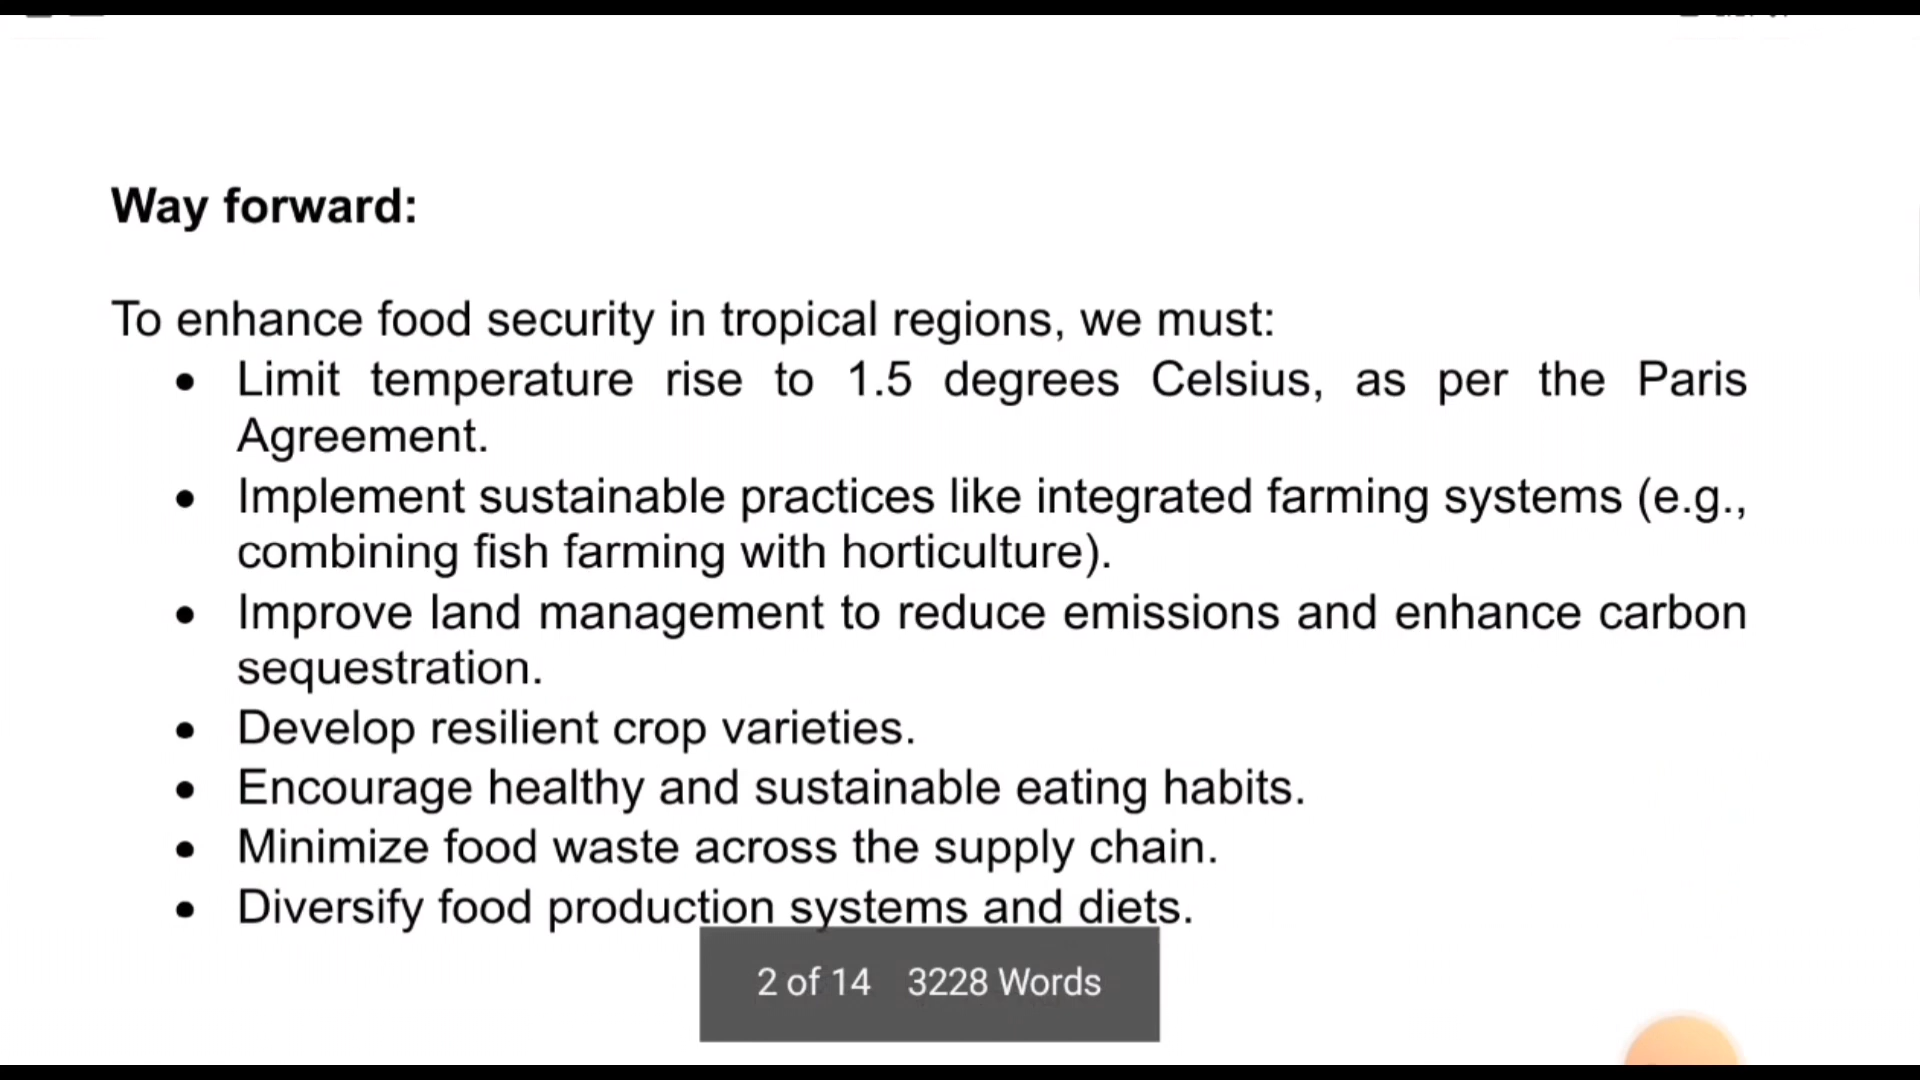 Way forward:
To enhance food security in tropical regions, we must:
• Limit temperature rise to 1.5 degrees Celsius, as per the Paris
Agreement.
• Implement sustainable practices like integrated farming systems (e.g.,
combining fish farming with horticulture).
• Improve land management to reduce emissions and enhance carbon
sequestration.
• Develop resilient crop varieties.
• Encourage healthy and sustainable eating habits.
• Minimize food waste across the supply chain.
• Diversify food production systems and diets.
2 of 14 3228 Words